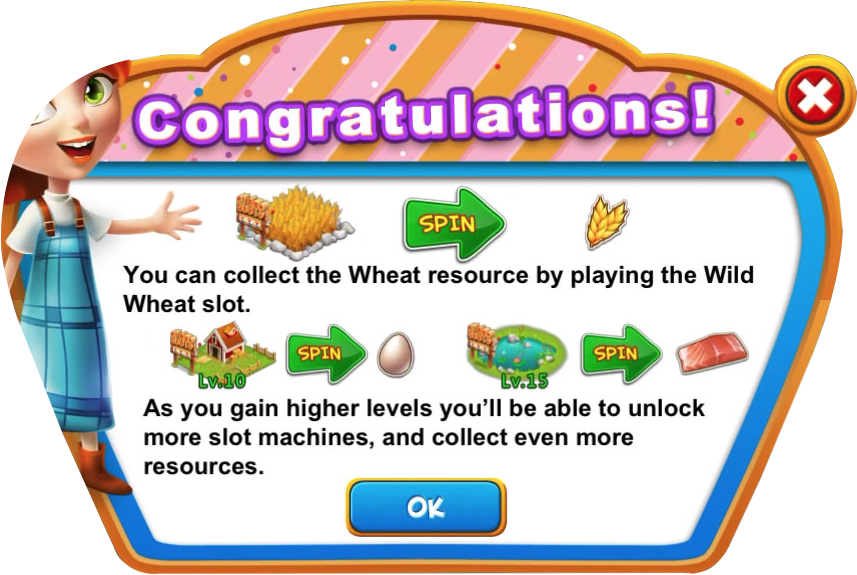 Congratulations!
SPIN
You can collect the Wheat resource by playing the Wild
Wheat slot.
Lv.10
SPIN
Lv.15
SPIN
As you gain higher levels you'll be able to unlock
more slot machines, and collect even more
resources.
OK